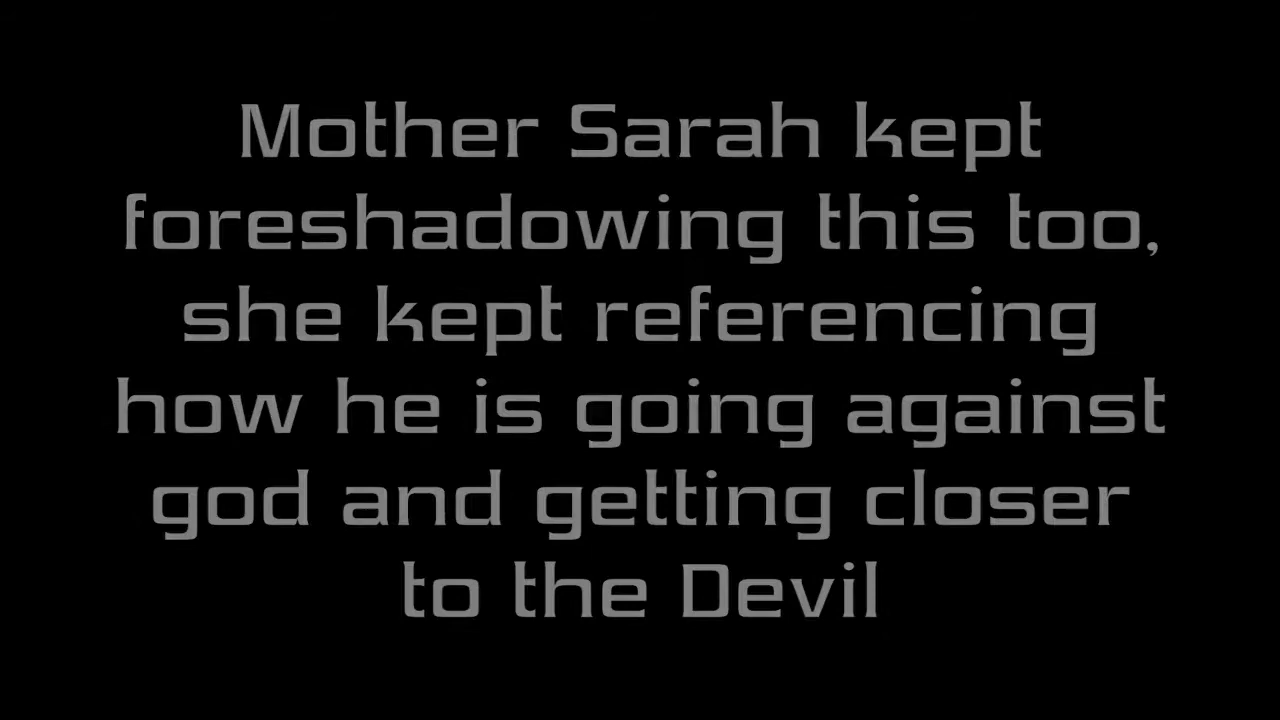 Mother Sarah kept
foreshadowing this too,
she kept referencing
how he is going against
god and getting closer
to the Devil